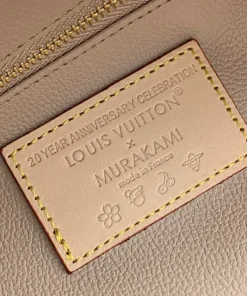 20 YEAR ANNIVERSARY CELEBRATION
LOUIS VUITTON
×
MURAKAMI
made in France